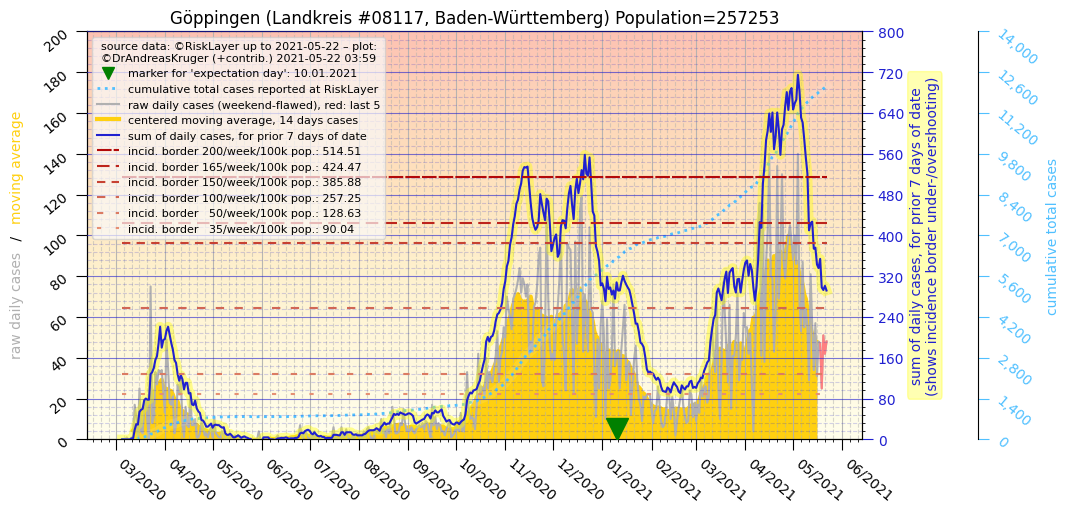 Göppingen (Landkreis #08117, Baden-Württemberg) Population=257253
source data: ©RiskLayer up to 2021-05-22 – plot:
©DrAndreasKruger (+contrib.) 2021-05-22 03:59
marker for 'expectation day': 10.01.2021
cumulative total cases reported at RiskLayer
raw daily cases (weekend-flawed), red: last 5
centered moving average, 14 days cases
sum of daily cases, for prior 7 days of date
incid. border 200/week/100k pop.: 514.51
incid. border 165/week/100k pop.: 424.47
incid. border 150/week/100k pop.: 385.88
incid. border 100/week/100k pop.: 257.25
incid. border 50/week/100k pop.: 128.63
incid. border 35/week/100k pop.: 90.04
raw daily cases / moving average
200
180
160
140
120
100
80
60
40
20
0
03/2020
04/2020
05/2020
06/2020
07/2020
08/2020
09/2020
10/2020
11/2020
12/2020
01/2021
02/2021
03/2021
04/2021
05/2021
06/2021
800
720
640
560
480
400
320
240
160
80
0
sum of daily cases, for prior 7 days of date
(shows incidence border under-/overshooting)
14,000
12,600
11,200
9,800
8,400
7,000
5,600
4,200
2,800
1,400
0
cumulative total cases